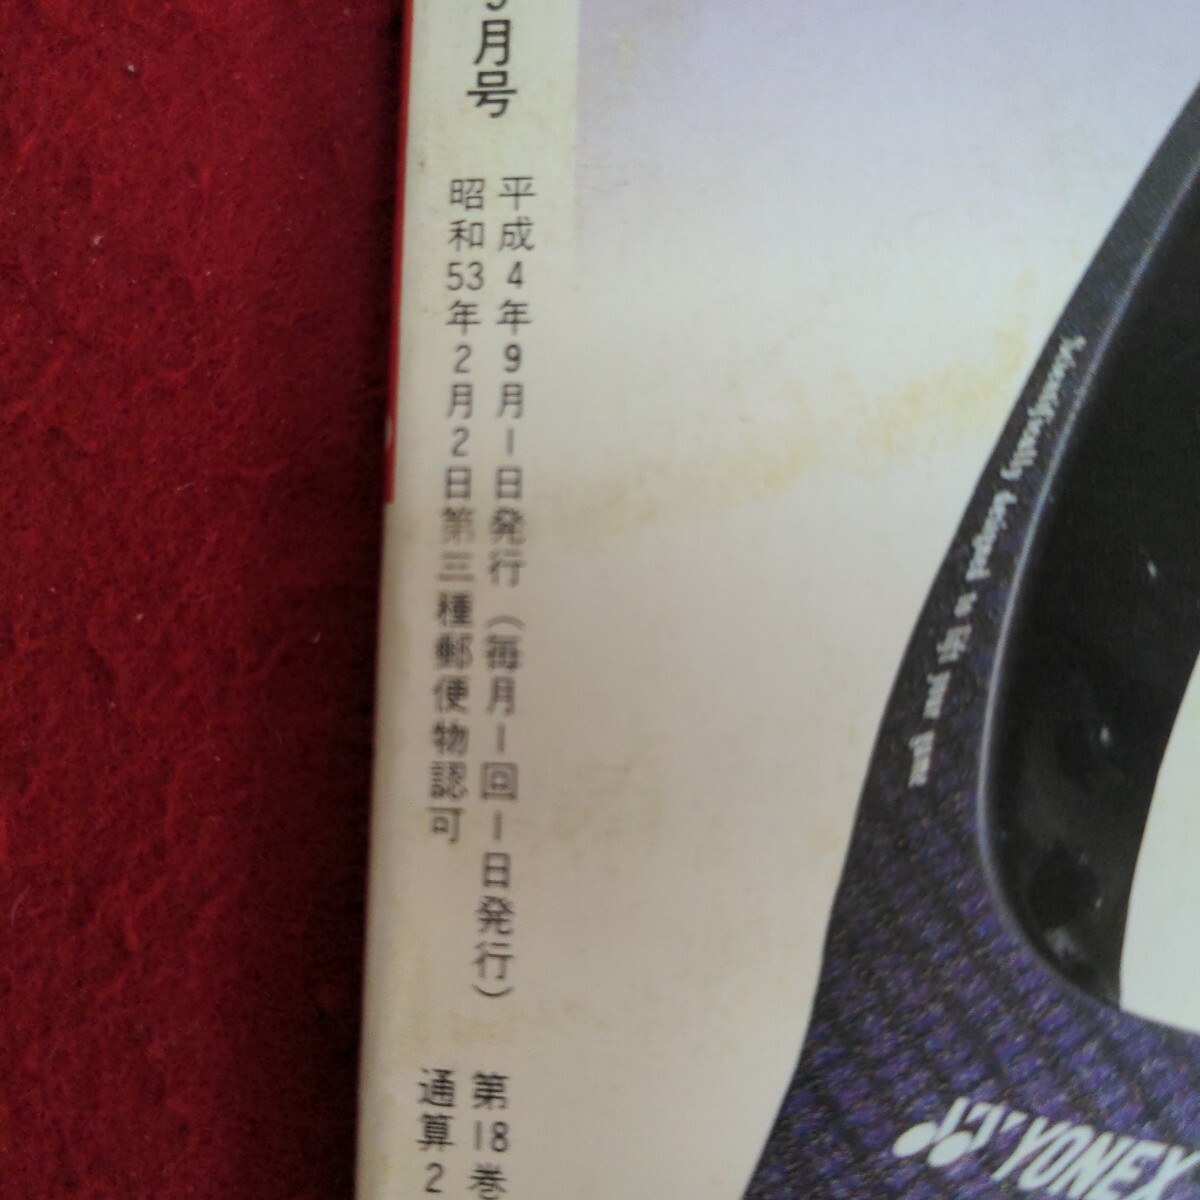 月号
平成4年9月1日発行（毎月1回1日発行）
昭和53年2月2日第三種郵便物認可
第18巻
通算2
YONEX